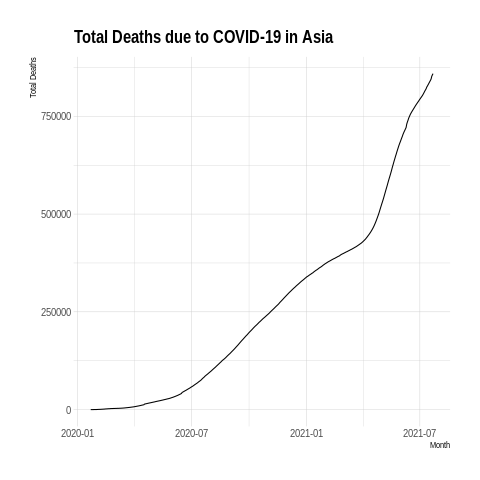 Total Deaths due to COVID-19 in Asia
Total Deaths
750000
500000
250000
0
2020-01 2020-07 2021-01 2021-07
Month